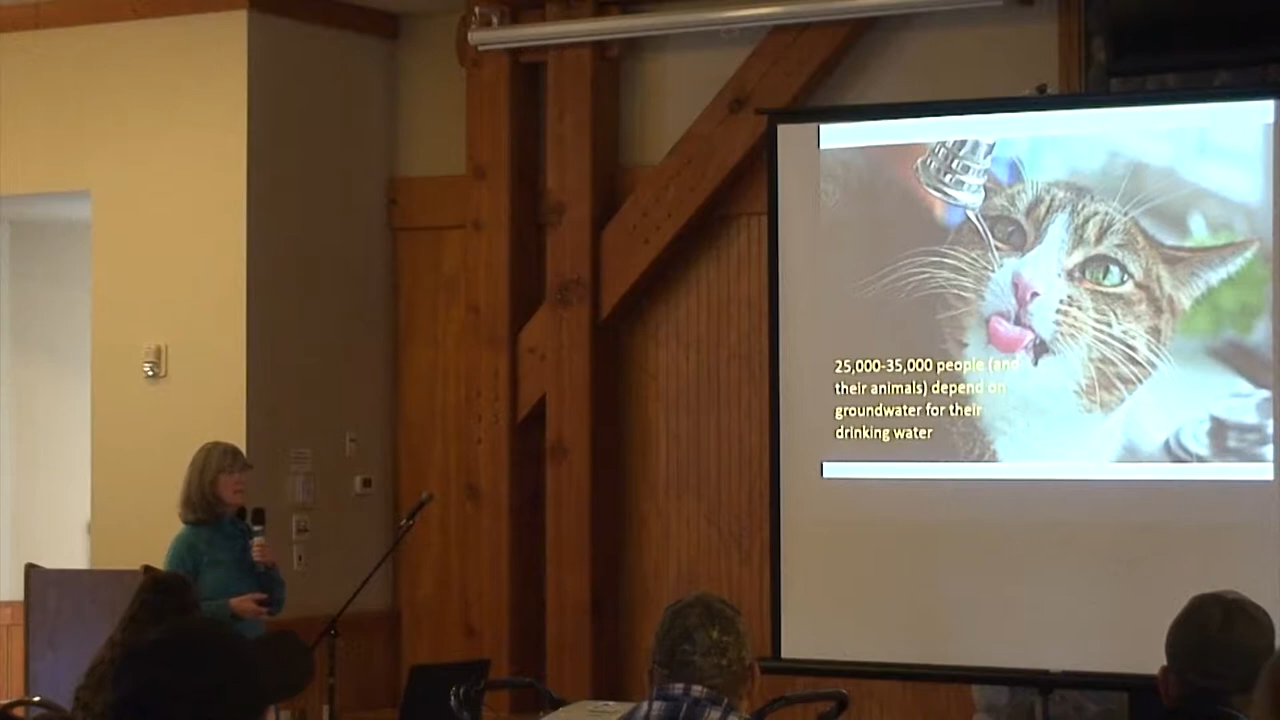 25,000-35,000 people (and
their animals) depend on
groundwater for their
drinking water